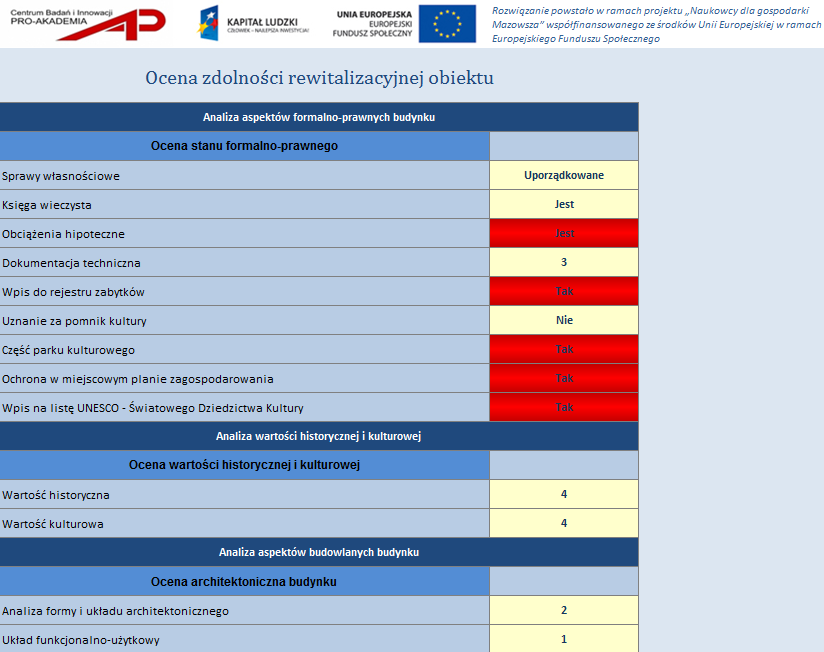 Centrum Badań i Innowacji
PRO-AKADEMIA
AP
KAPITAŁ LUDZKI
CZŁOWIEK – NAJLEPSZA INWESTYCJA!
UNIA EUROPEJSKA
EUROPEJSKI
FUNDUSZ SPOŁECZNY
Rozwiązanie powstało w ramach projektu „Naukowcy dla gospodarki
Mazowsza” współfinansowanego ze środków Unii Europejskiej w ramach
Europejskiego Funduszu Społecznego
Ocena zdolności rewitalizacyjnej obiektu
Analiza aspektów formalno-prawnych budynku
Ocena stanu formalno-prawnego
Sprawy własnościowe Uporządkowane
Księga wieczysta Jest
Obciążenia hipoteczne Jest
Dokumentacja techniczna 3
Wpis do rejestru zabytków Tak
Uznanie za pomnik kultury Nie
Część parku kulturowego Tak
Ochrona w miejscowym planie zagospodarowania Tak
Wpis na listę UNESCO - Światowego Dziedzictwa Kultury Tak
Analiza wartości historycznej i kulturowej
Ocena wartości historycznej i kulturowej
Wartość historyczna 4
Wartość kulturowa 4
Analiza aspektów budowlanych budynku
Ocena architektoniczna budynku
Analiza formy i układu architektonicznego 2
Układ funkcjonalno-użytkowy 1